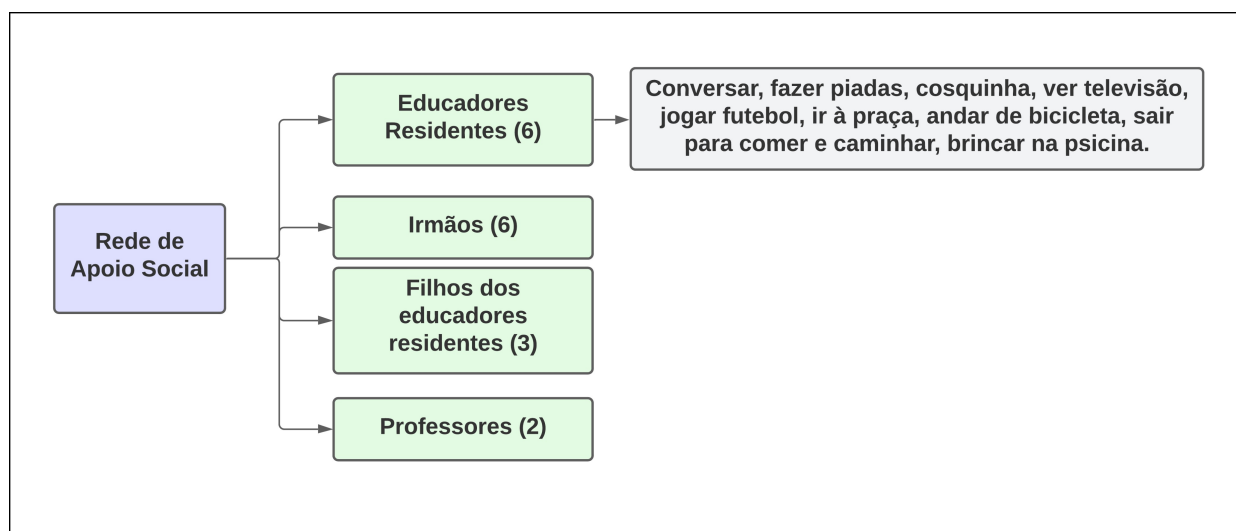 Rede de
Apoio Social
Educadores
Residentes (6)
Conversar, fazer piadas, cosquinha, ver televisão,
jogar futebol, ir à praça, andar de bicicleta, sair
para comer e caminhar, brincar na psicina.
Irmãos (6)
Filhos dos
educadores
residentes (3)
Professores (2)